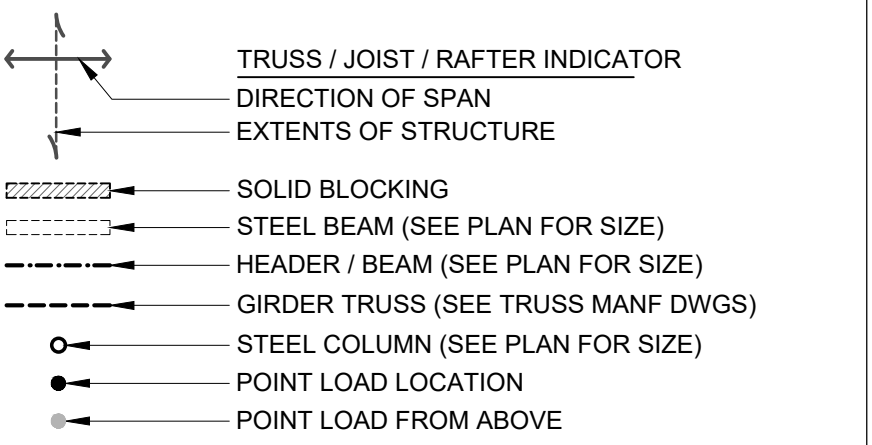 TRUSS / JOIST / RAFTER INDICATOR
DIRECTION OF SPAN
EXTENTS OF STRUCTURE
SOLID BLOCKING
STEEL BEAM (SEE PLAN FOR SIZE)
HEADER / BEAM (SEE PLAN FOR SIZE)
GIRDER TRUSS (SEE TRUSS MANF DWGS)
STEEL COLUMN (SEE PLAN FOR SIZE)
POINT LOAD LOCATION
POINT LOAD FROM ABOVE